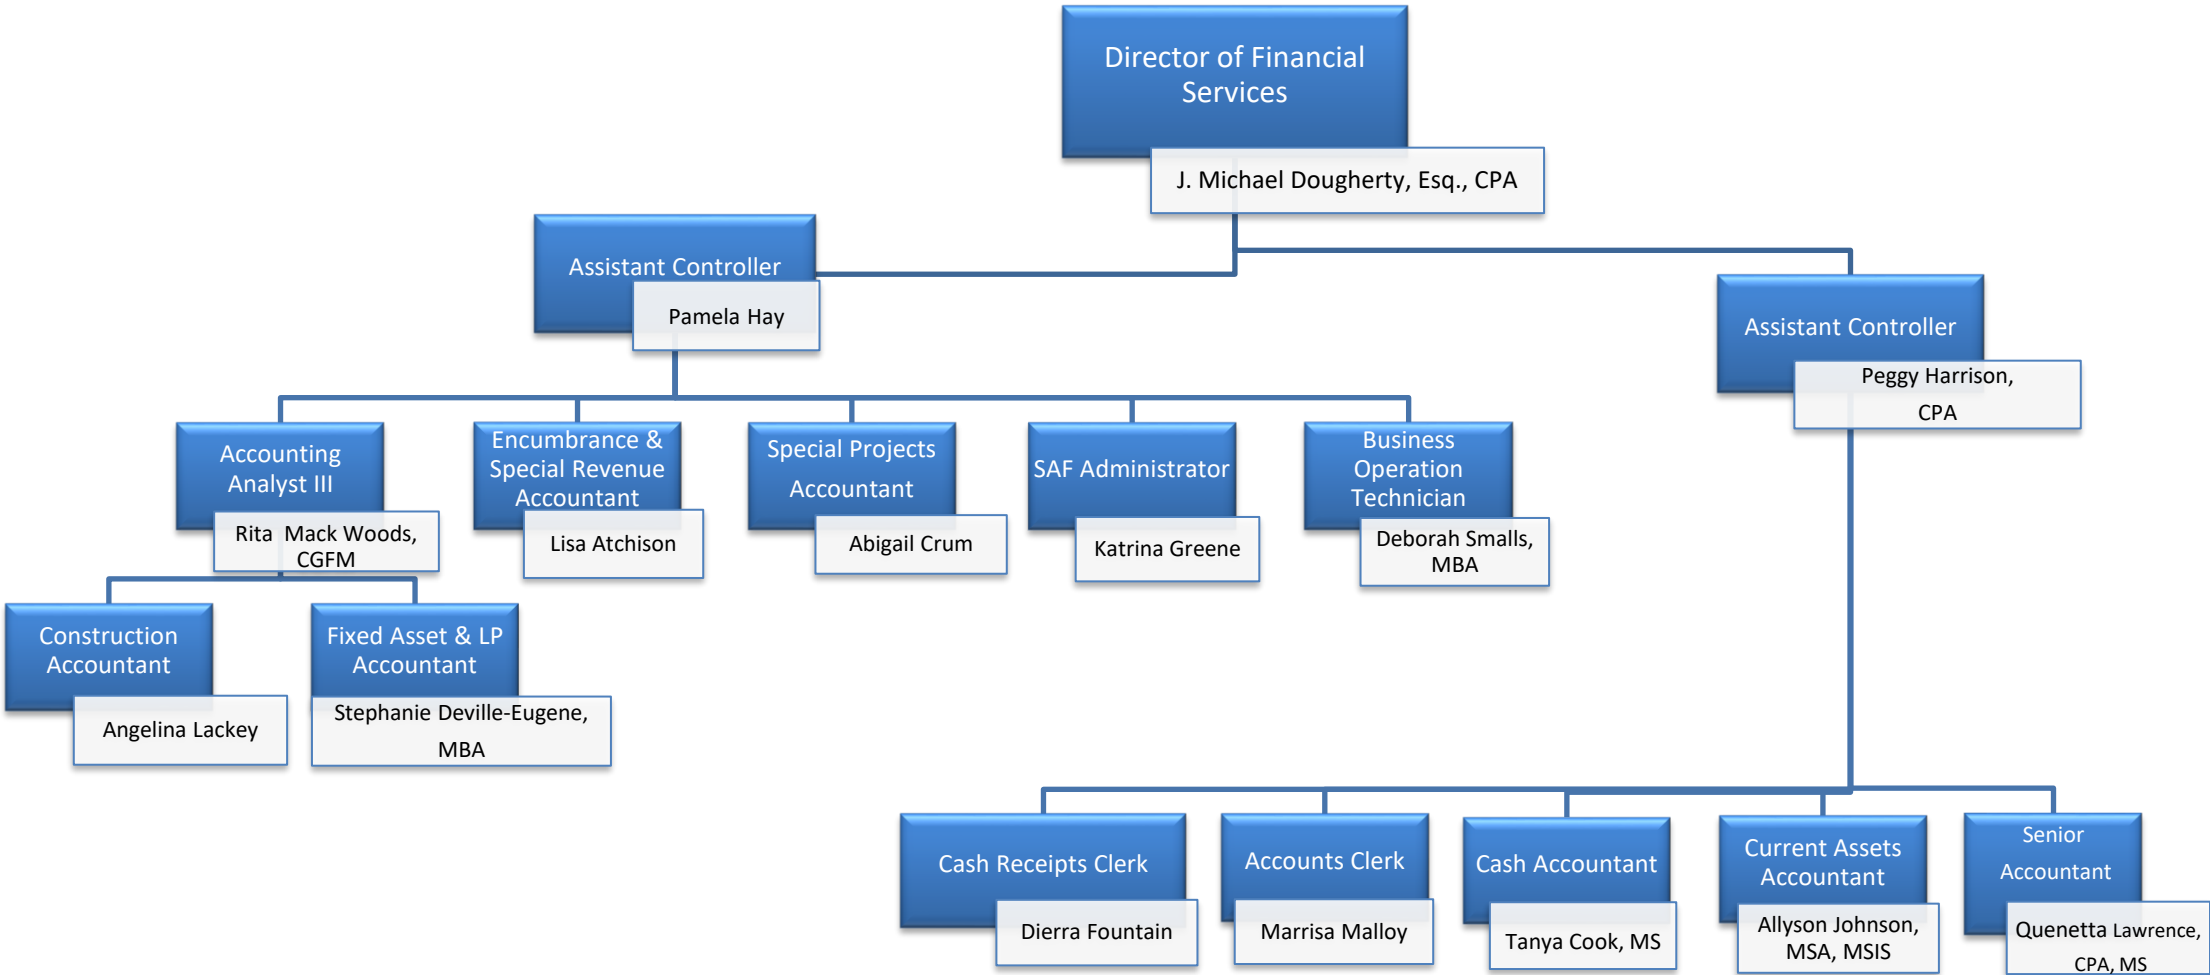 Director of Financial
Services
J. Michael Dougherty, Esq., CPA
Assistant Controller
Pamela Hay
Assistant Controller
Peggy Harrison,
CPA
Accounting
Analyst III
Rita Mack Woods,
CGFM
Encumbrance &
Special Revenue
Accountant
Lisa Atchison
Special Projects
Accountant
Abigail Crum
SAF Administrator
Katrina Greene
Business
Operation
Technician
Deborah Smalls,
MBA
Construction
Accountant
Angelina Lackey
Fixed Asset & LP
Accountant
Stephanie Deville-Eugene,
MBA
Cash Receipts Clerk
Dierra Fountain
Accounts Clerk
Marrisa Malloy
Cash Accountant
Tanya Cook, MS
Current Assets
Accountant
Allyson Johnson,
MSA, MSIS
Senior
Accountant
Quenetta Lawrence,
CPA, MS